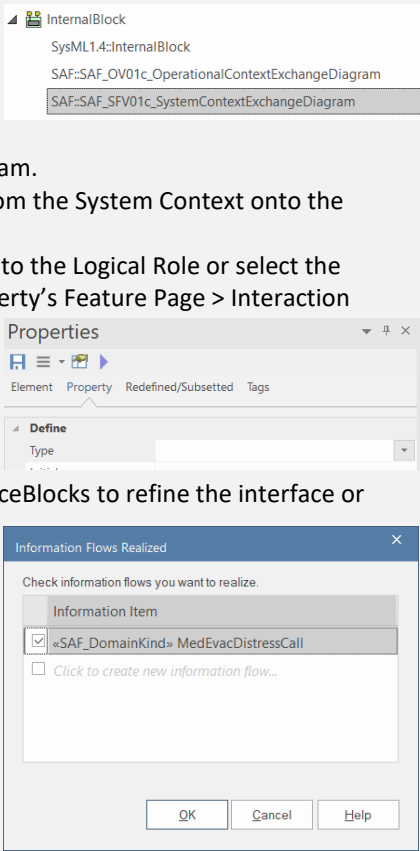 InternalBlock
SysML1.4::InternalBlock
SAF::SAF_OV01c_OperationalContextExchangeDiagram
SAF::SAF_SFV01c_SystemContextExchangeDiagram
am.
om the System Context onto the
to the Logical Role or select the
erty's Feature Page > Interaction
Properties
Element Property Redefined/Subsetted Tags
Define
Type
ceBlocks to refine the interface or
Information Flows Realized
Check information flows you want to realize.
Information Item
«SAF_DomainKind» MedEvacDistressCall
Click to create new information flow...
OK Cancel Help